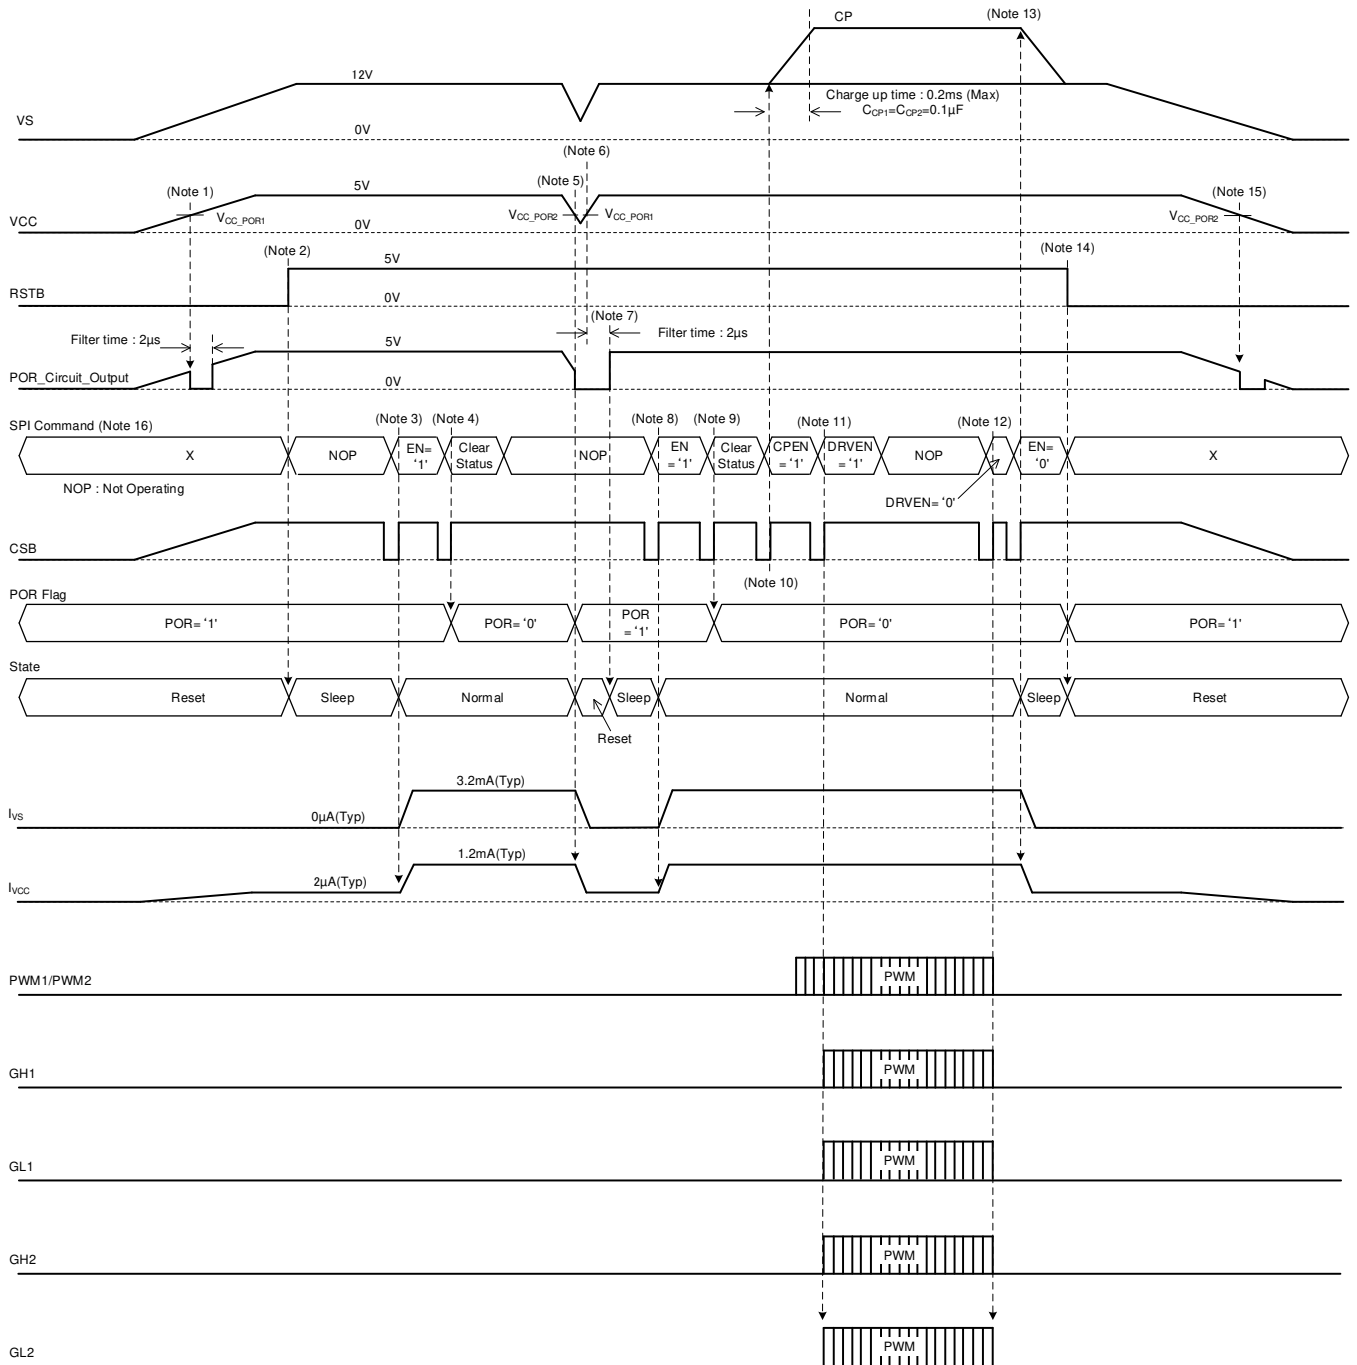 CP
(Note 13)
12V
Charge up time : 0.2ms (Max)
CCP1=CCP2=0.1µF
VS
0V
(Note 6)
(Note 1)
5V
(Note 5)
(Note 15)
VCC
VCC_POR1
VCC_POR2
VCC_POR1
VCC_POR2
0V
(Note 2)
(Note 14)
5V
RSTB
0V
(Note 7)
Filter time : 2µs
5V
Filter time : 2µs
POR_Circuit_Output
0V
SPI Command (Note 16)
(Note 3)
(Note 4)
(Note 8)
(Note 9)
(Note 11)
(Note 12)
X
NOP
EN=
'1'
Clear
Status
NOP
EN
='1'
Clear
Status
CPEN
='1'
DRVEN
='1'
NOP
EN=
'0'
X
NOP : Not Operating
DRVEN='0'
CSB
(Note 10)
POR Flag
POR='1'
POR='0'
POR
='1'
POR='0'
POR='1'
State
Reset
Sleep
Normal
Sleep
Normal
Sleep
Reset
Reset
3.2mA(Typ)
IVS
0µA(Typ)
1.2mA(Typ)
IVCC
2µA(Typ)
PWM1/PWM2
PWM
GH1
PWM
GL1
PWM
GH2
PWM
GL2
PWM